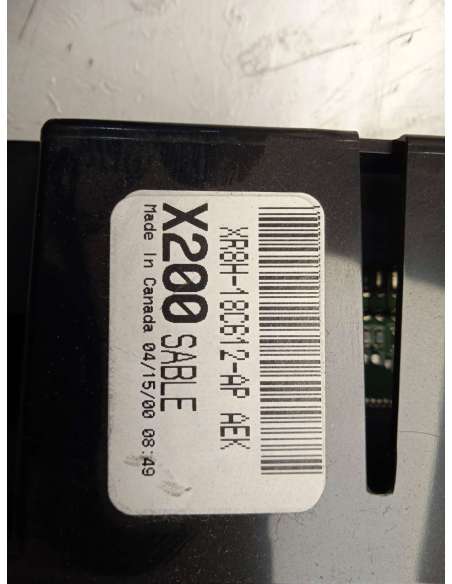 XR8H-18C612-AP AEK
X200 SABLE
Made In Canada 04/15/00 08:49